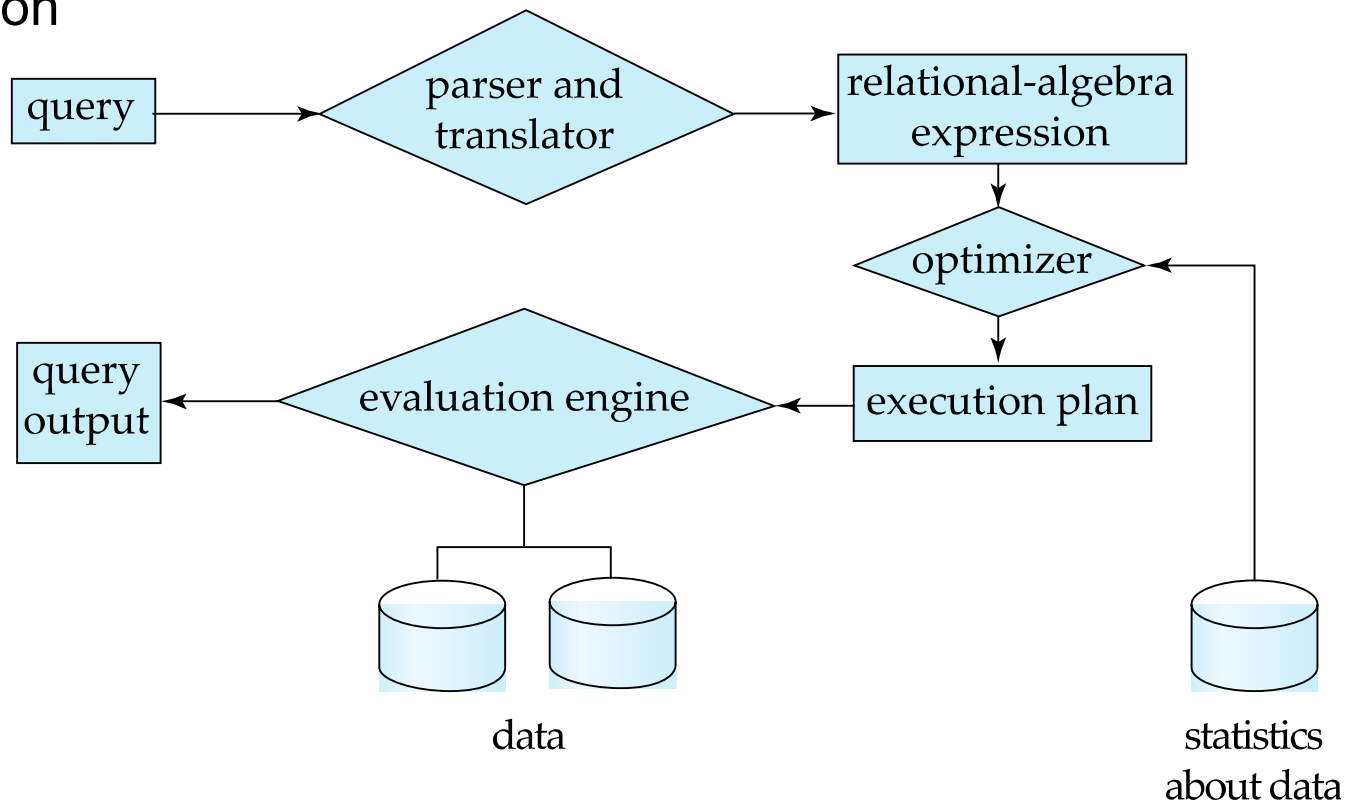 on
query
parser and
translator
relational-algebra
expression
optimizer
query
output
evaluation engine
execution plan
data
statistics
about data